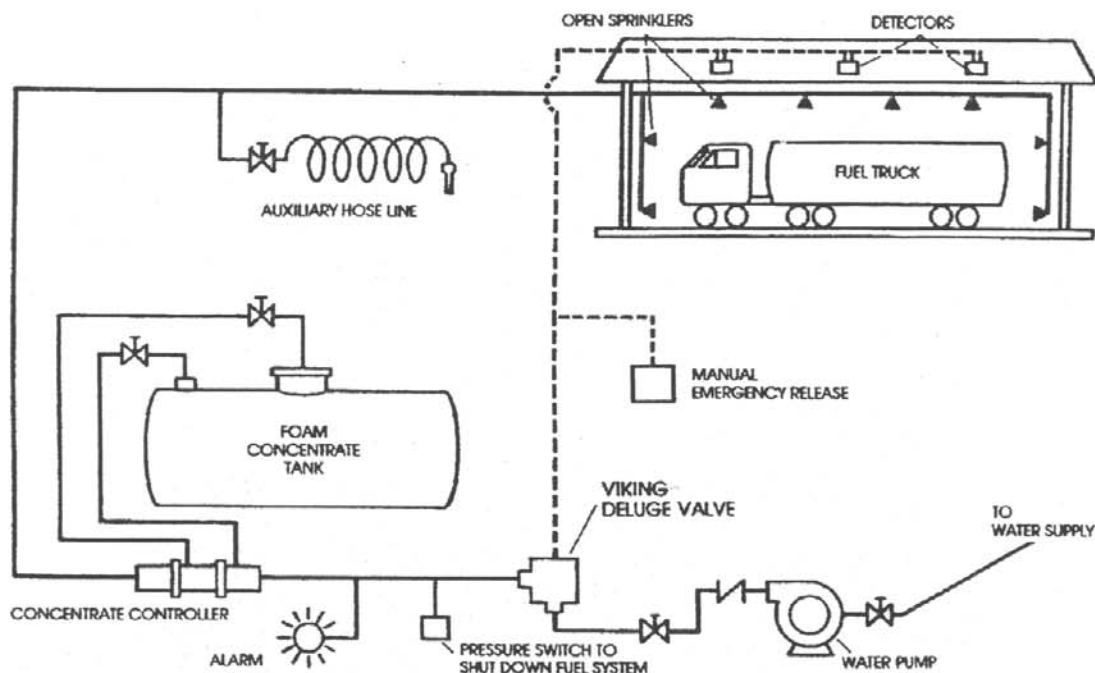 OPEN SPRINKLERS
DETECTORS
FUEL TRUCK
AUXILIARY HOSE LINE
MANUAL
EMERGENCY RELEASE
FOAM
CONCENTRATE
TANK
VIKING
DELUGE VALVE
TO
WATER SUPPLY
CONCENTRATE CONTROLLER
ALARM
PRESSURE SWITCH TO
SHUT DOWN FUEL SYSTEM
WATER PUMP